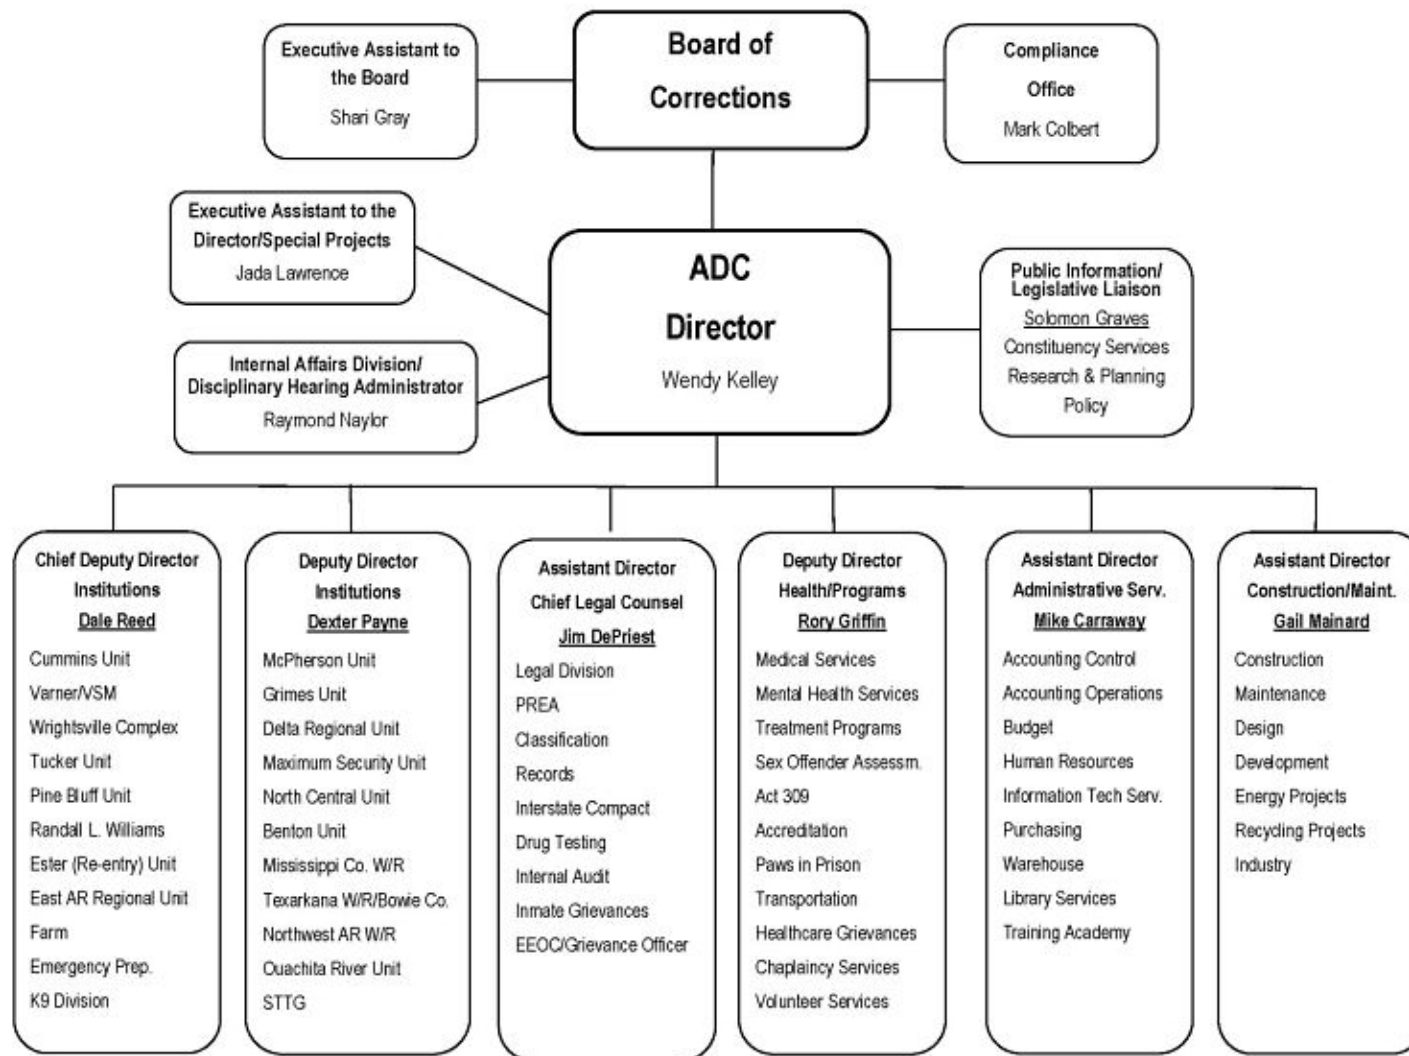 Executive Assistant to
the Board
Shari Gray
Board of
Corrections
Compliance
Office
Mark Colbert
Executive Assistant to the
Director/Special Projects
Jada Lawrence
ADC
Director
Wendy Kelley
Public Information/
Legislative Liaison
Solomon Graves
Constituency Services
Research & Planning
Policy
Internal Affairs Division/
Disciplinary Hearing Administrator
Raymond Naylor
Chief Deputy Director
Institutions
Dale Reed
Cummins Unit
Varner/VSM
Wrightsville Complex
Tucker Unit
Pine Bluff Unit
Randall L. Williams
Ester (Re-entry) Unit
East AR Regional Unit
Farm
Emergency Prep.
K9 Division
Deputy Director
Institutions
Dexter Payne
McPherson Unit
Grimes Unit
Delta Regional Unit
Maximum Security Unit
North Central Unit
Benton Unit
Mississippi Co. W/R
Texarkana W/R/Bowie Co.
Northwest AR W/R
Ouachita River Unit
STTG
Assistant Director
Chief Legal Counsel
Jim DePriest
Legal Division
PREA
Classification
Records
Interstate Compact
Drug Testing
Internal Audit
Inmate Grievances
EEOC/Grievance Officer
Deputy Director
Health/Programs
Rory Griffin
Medical Services
Mental Health Services
Treatment Programs
Sex Offender Assessm.
Act 309
Accreditation
Paws in Prison
Transportation
Healthcare Grievances
Chaplaincy Services
Volunteer Services
Assistant Director
Administrative Serv.
Mike Carraway
Accounting Control
Accounting Operations
Budget
Human Resources
Information Tech Serv.
Purchasing
Warehouse
Library Services
Training Academy
Assistant Director
Construction/Maint.
Gail Mainard
Construction
Maintenance
Design
Development
Energy Projects
Recycling Projects
Industry